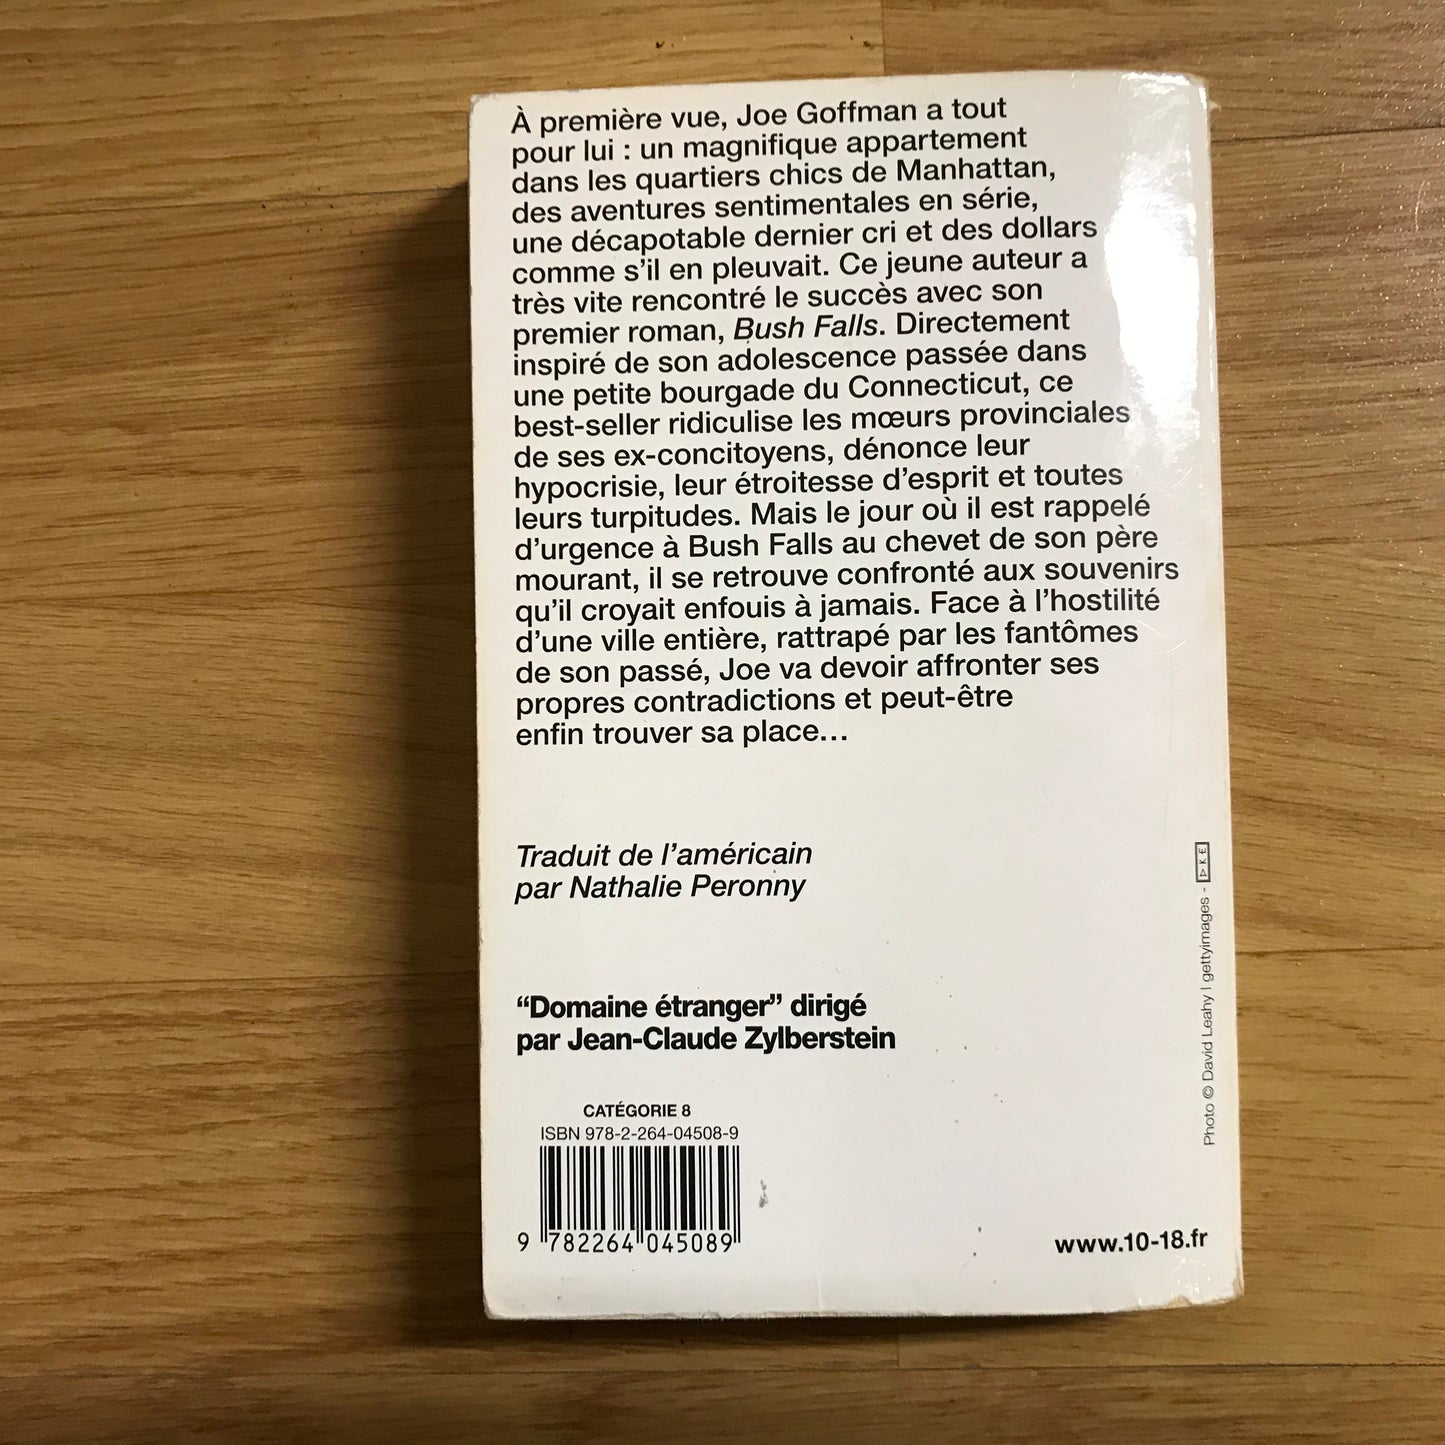 À première vue, Joe Goffman a tout
pour lui : un magnifique appartement
dans les quartiers chics de Manhattan,
des aventures sentimentales en série,
une décapotable dernier cri et des dollars
comme s'il en pleuvait. Ce jeune auteur a
très vite rencontré le succès avec son
premier roman, Bush Falls. Directement
inspiré de son adolescence passée dans
une petite bourgade du Connecticut, ce
best-seller ridiculise les mœurs provinciales
de ses ex-concitoyens, dénonce leur
hypocrisie, leur étroitesse d'esprit et toutes
leurs turpitudes. Mais le jour où il est rappelé
d'urgence à Bush Falls au chevet de son père
mourant, il se retrouve confronté aux souvenirs
qu'il croyait enfouis à jamais. Face à l'hostilité
d'une ville entière, rattrapé par les fantômes
de son passé, Joe va devoir affronter ses
propres contradictions et peut-être
enfin trouver sa place…
Traduit de l'américain
par Nathalie Peronny
“Domaine étranger” dirigé
par Jean-Claude Zylberstein
CATÉGORIE 8
ISBN 978-2-264-04508-9
9 782264 045089
www.10-18.fr
Photo © David Leahy | gettyimages -